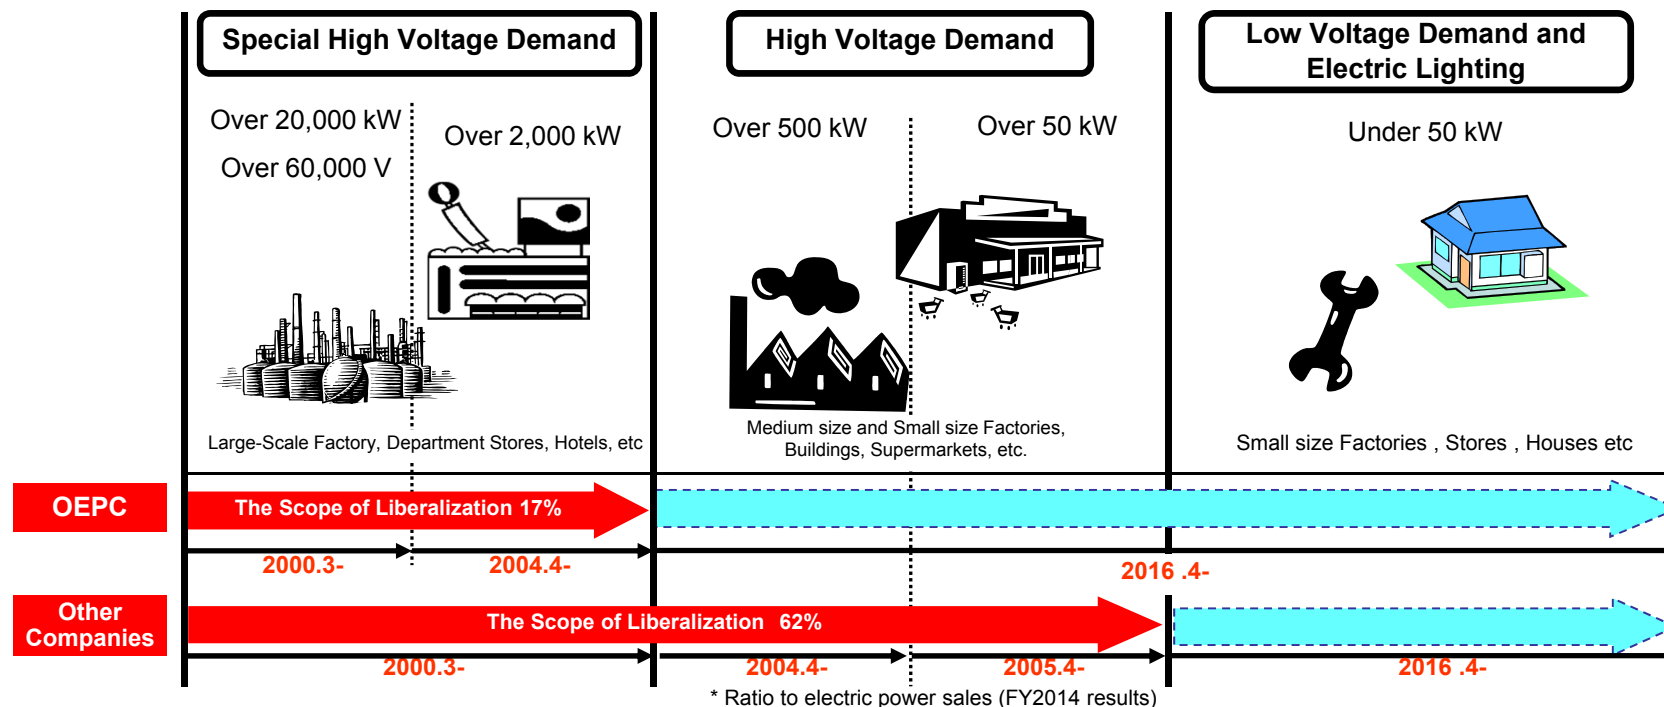 Special High Voltage Demand
High Voltage Demand
Low Voltage Demand and
Electric Lighting
Over 20,000 kW
Over 60,000 V
Over 2,000 kW
Over 500 kW
Over 50 kW
Under 50 kW
Large-Scale Factory, Department Stores, Hotels, etc
Medium size and Small size Factories,
Buildings, Supermarkets, etc.
Small size Factories , Stores , Houses etc
OEPC
The Scope of Liberalization 17%
2000.3-
2004.4-
2016 .4-
Other
Companies
The Scope of Liberalization 62%
2000.3-
2004.4-
2005.4-
2016 .4-
* Ratio to electric power sales (FY2014 results)